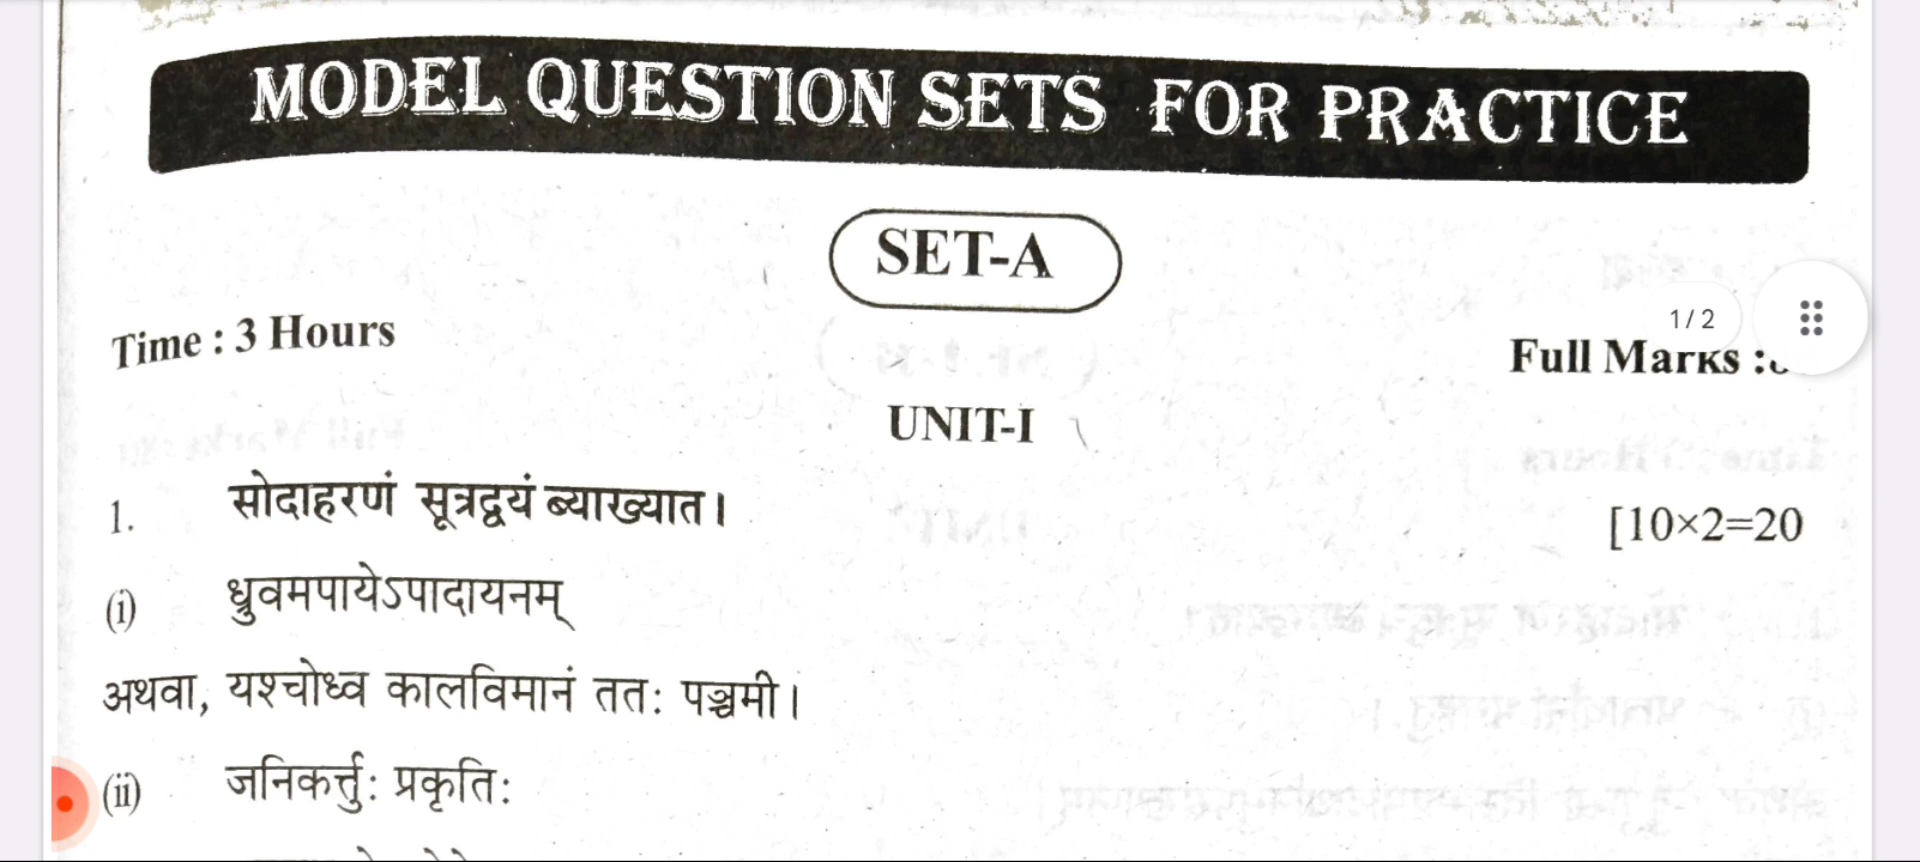 MODEL QUESTION SETS FOR PRACTICE
SET-A
1/2
Time : 3 Hours
Full Marks :
UNIT-I
1. सोदाहरणं सूत्रद्वयं ब्याख्यात।
[10×2=20
(i) ध्रुवमपायेऽपादायनम्
अथवा, यश्चोध्व कालविमानं ततः पञ्चमी।
(ii) जनिकर्त्तुः प्रकृतिः